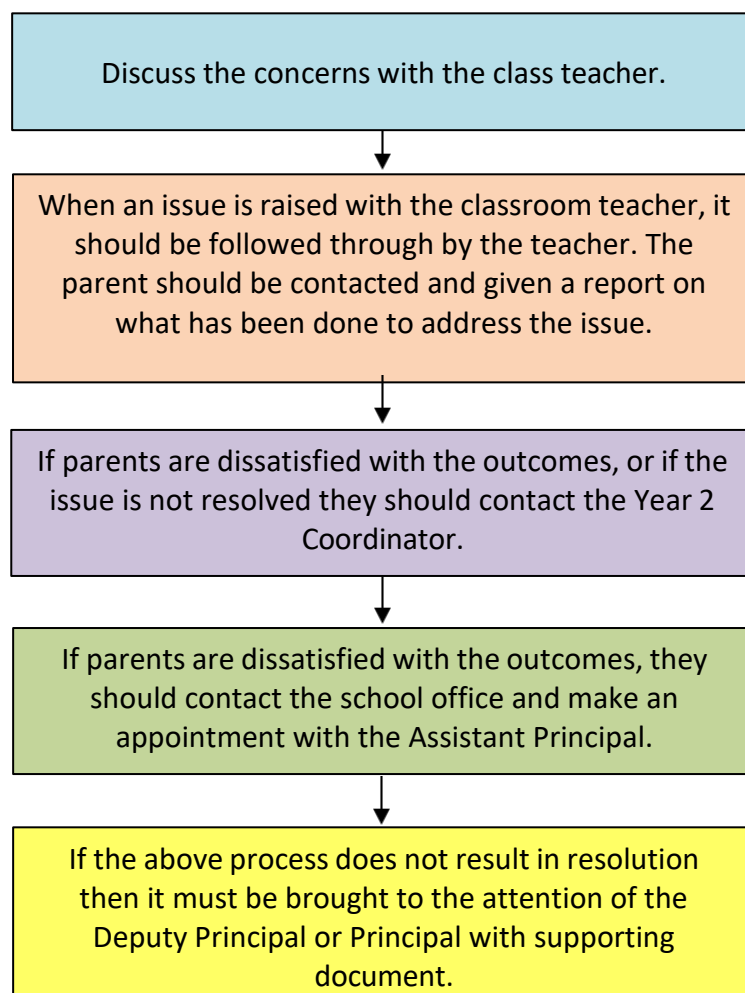 Discuss the concerns with the class teacher.
When an issue is raised with the classroom teacher, it
should be followed through by the teacher. The
parent should be contacted and given a report on
what has been done to address the issue.
If parents are dissatisfied with the outcomes, or if the
issue is not resolved they should contact the Year 2
Coordinator.
If parents are dissatisfied with the outcomes, they
should contact the school office and make an
appointment with the Assistant Principal.
If the above process does not result in resolution
then it must be brought to the attention of the
Deputy Principal or Principal with supporting
document.